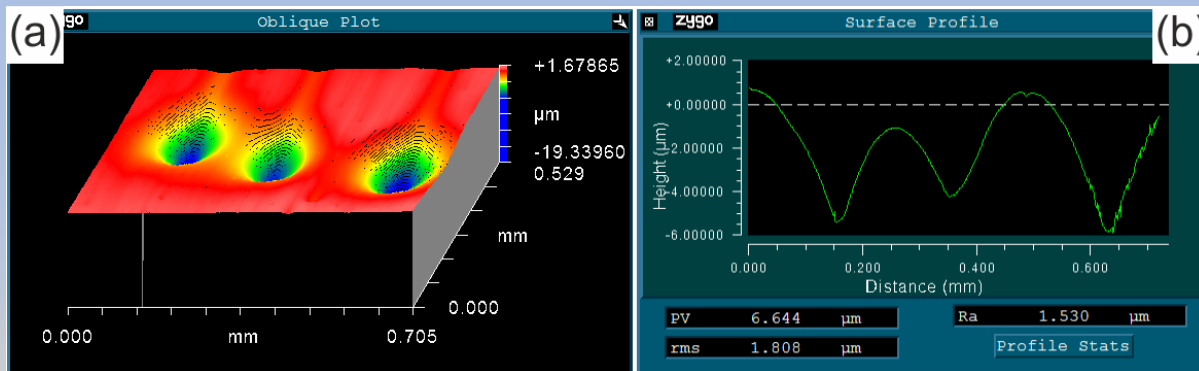 (a) zygo Oblique Plot
+1.67865
µm
-19.33960
0.529
mm
0.000
0.000 mm 0.705
zygo Surface Profile (b)
+2.00000
+0.00000
-2.00000
-4.00000
-6.00000
Height (µm)
0.000 0.200 0.400 0.600
Distance (mm)
PV 6.644 µm
rms 1.808 µm
Ra 1.530 µm
Profile Stats